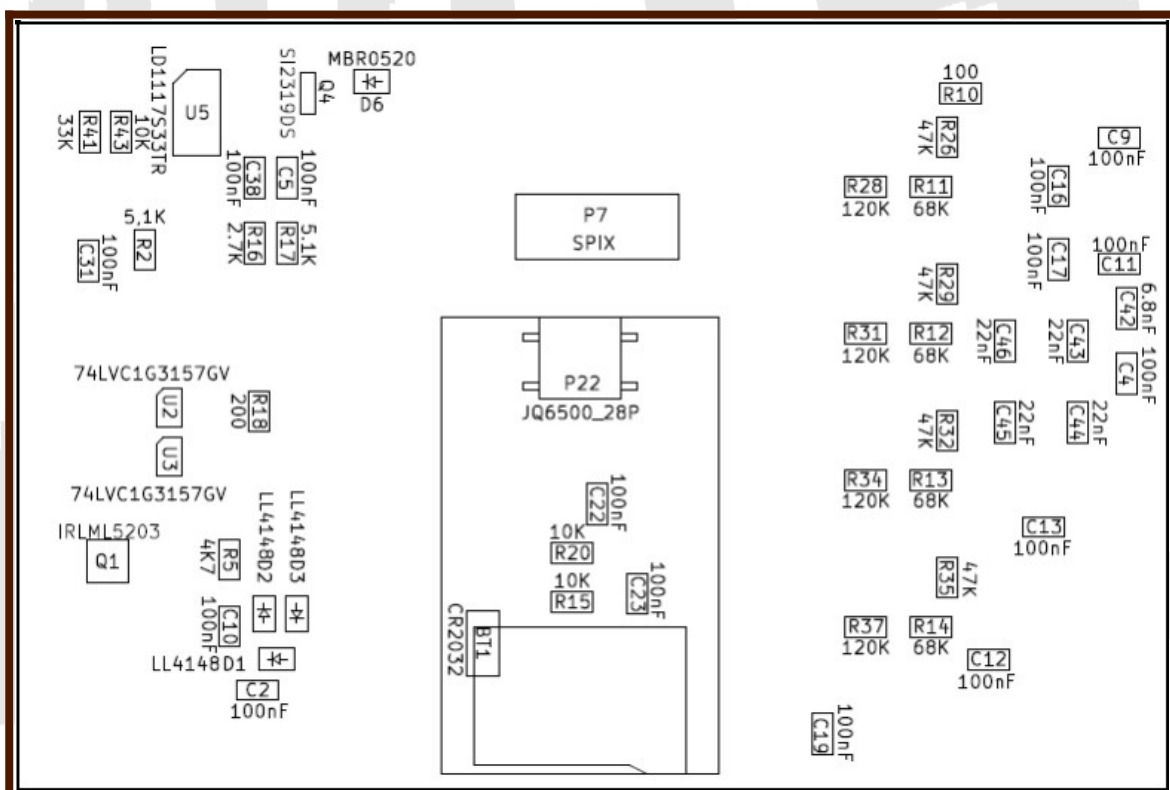 LD1117S33TR
U5
SI2319DS
Q4
MBR0520
D6
33K
R41
R43
10K
100nF
C38
C5
100nF
5.1K
R2
C31
100nF
2.7K
R16
R17
5.1K
P7
SPIX
100
R10
47K
R26
C9
100nF
R28
120K
R11
68K
100nF
C16
100nF
C17
100nF
C11
47K
R29
C42
6.8nF
R31
120K
R12
68K
22nF
C46
22nF
C43
C4
100nF
74LVC1G3157GV
U2
200
R18
U3
74LVC1G3157GV
P22
JQ6500_28P
47K
R32
C45
22nF
C44
22nF
R34
120K
R13
68K
IRLML5203
Q1
4K7
R5
LL4148D2
LL4148D3
C22
100nF
10K
R20
10K
R15
C23
100nF
C13
100nF
R35
47K
100nF
C10
LL4148D1
C2
100nF
CR2032
BT1
R37
120K
R14
68K
C12
100nF
C19
100nF